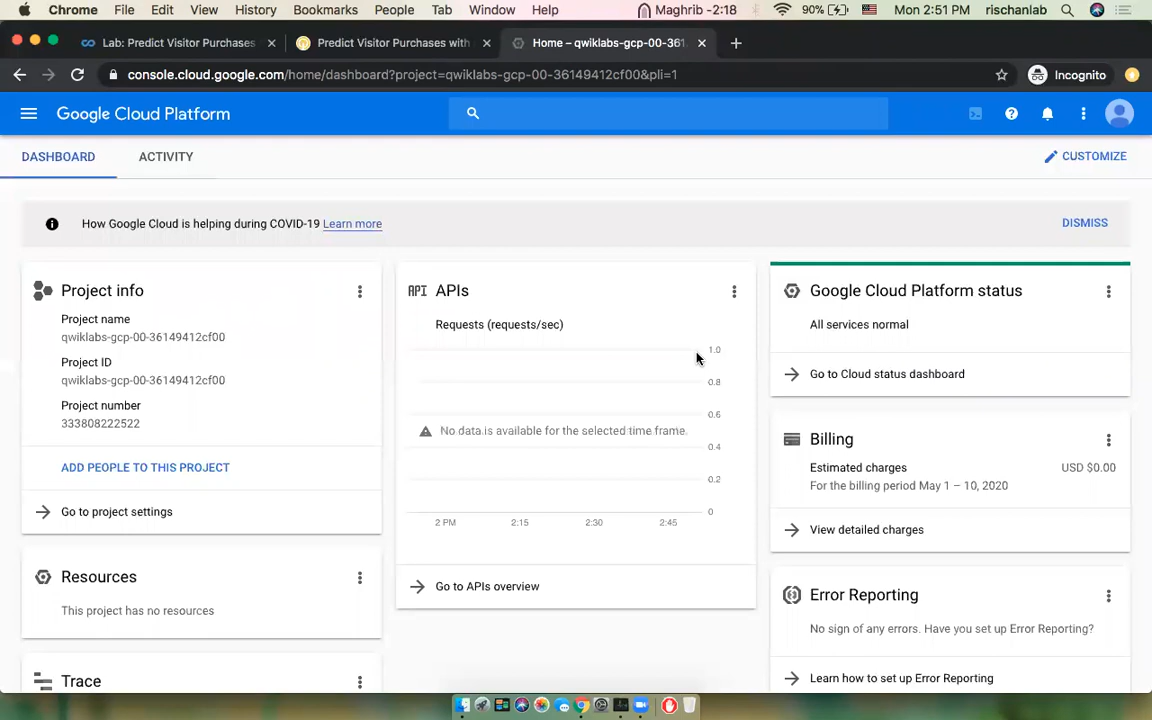 Chrome File Edit View History Bookmarks People Tab Window Help Maghrib -2:18 90% Mon 2:51 PM rischanlab
Lab: Predict Visitor Purchases
Predict Visitor Purchases with
Home – qwiklabs-gcp-00-361
console.cloud.google.com/home/dashboard?project=qwiklabs-gcp-00-36149412cf00&pli=1
Incognito
Google Cloud Platform
DASHBOARD
ACTIVITY
CUSTOMIZE
How Google Cloud is helping during COVID-19 Learn more
DISMISS
Project info
Project name
qwiklabs-gcp-00-36149412cf00
Project ID
qwiklabs-gcp-00-36149412cf00
Project number
333808222522
ADD PEOPLE TO THIS PROJECT
Go to project settings
Resources
This project has no resources
Trace
API APIs
Requests (requests/sec)
1.0
0.8
0.6
No data is available for the selected time frame.
0.4
0.2
0
2 PM 2:15 2:30 2:45
Go to APIs overview
Google Cloud Platform status
All services normal
Go to Cloud status dashboard
Billing
Estimated charges USD $0.00
For the billing period May 1 – 10, 2020
View detailed charges
Error Reporting
No sign of any errors. Have you set up Error Reporting?
Learn how to set up Error Reporting